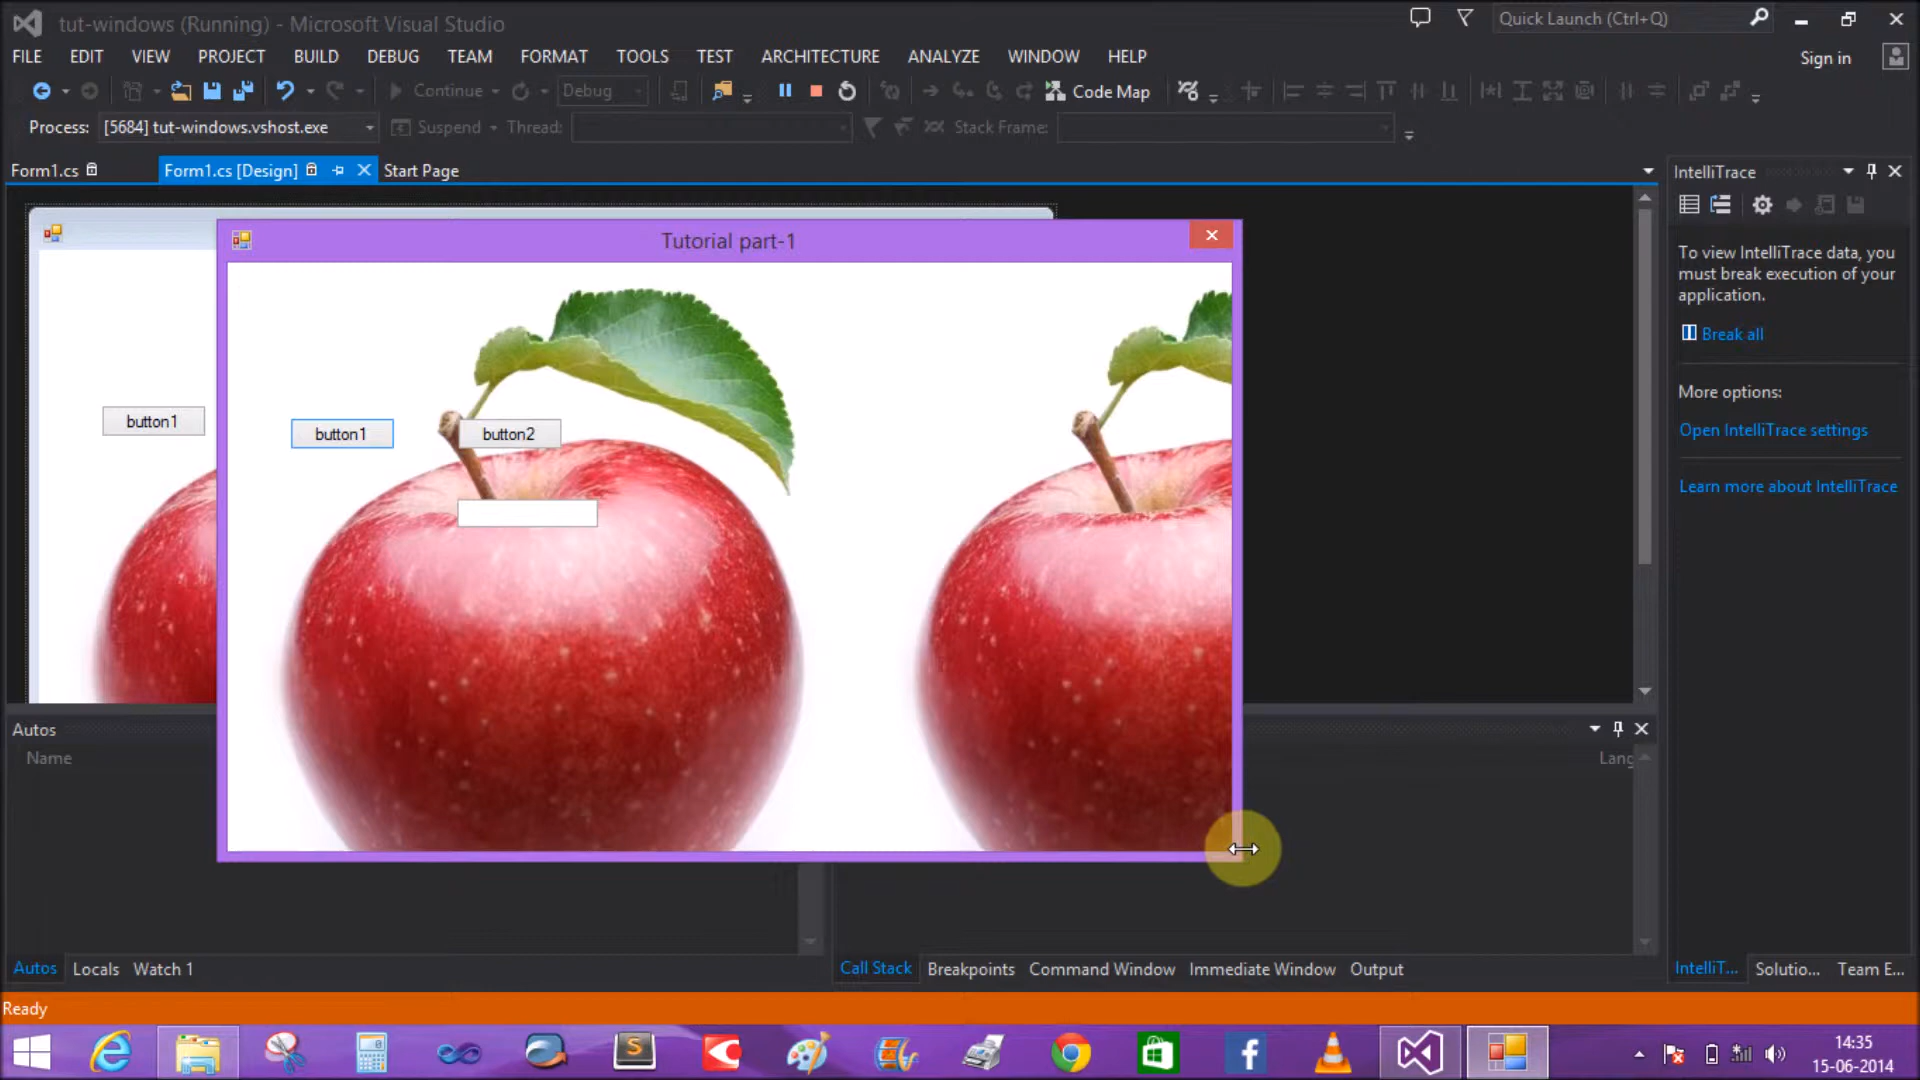 tut-windows (Running) - Microsoft Visual Studio
Quick Launch (Ctrl+Q)
FILE EDIT VIEW PROJECT BUILD DEBUG TEAM FORMAT TOOLS TEST ARCHITECTURE ANALYZE WINDOW HELP
Sign in
Continue
Debug
Code Map
Process: [5684] tut-windows.vshost.exe
Suspend
Thread:
Stack Frame:
Form1.cs
Form1.cs [Design]
Start Page
IntelliTrace
To view IntelliTrace data, you
must break execution of your
application.
Break all
More options:
Open IntelliTrace settings
Learn more about IntelliTrace
Tutorial part-1
button1
button1
button2
Autos
Name
Lang
Autos Locals Watch 1
Call Stack Breakpoints Command Window Immediate Window Output
IntelliT... Solutio... Team E...
Ready
S
f
14:35
15-06-2014